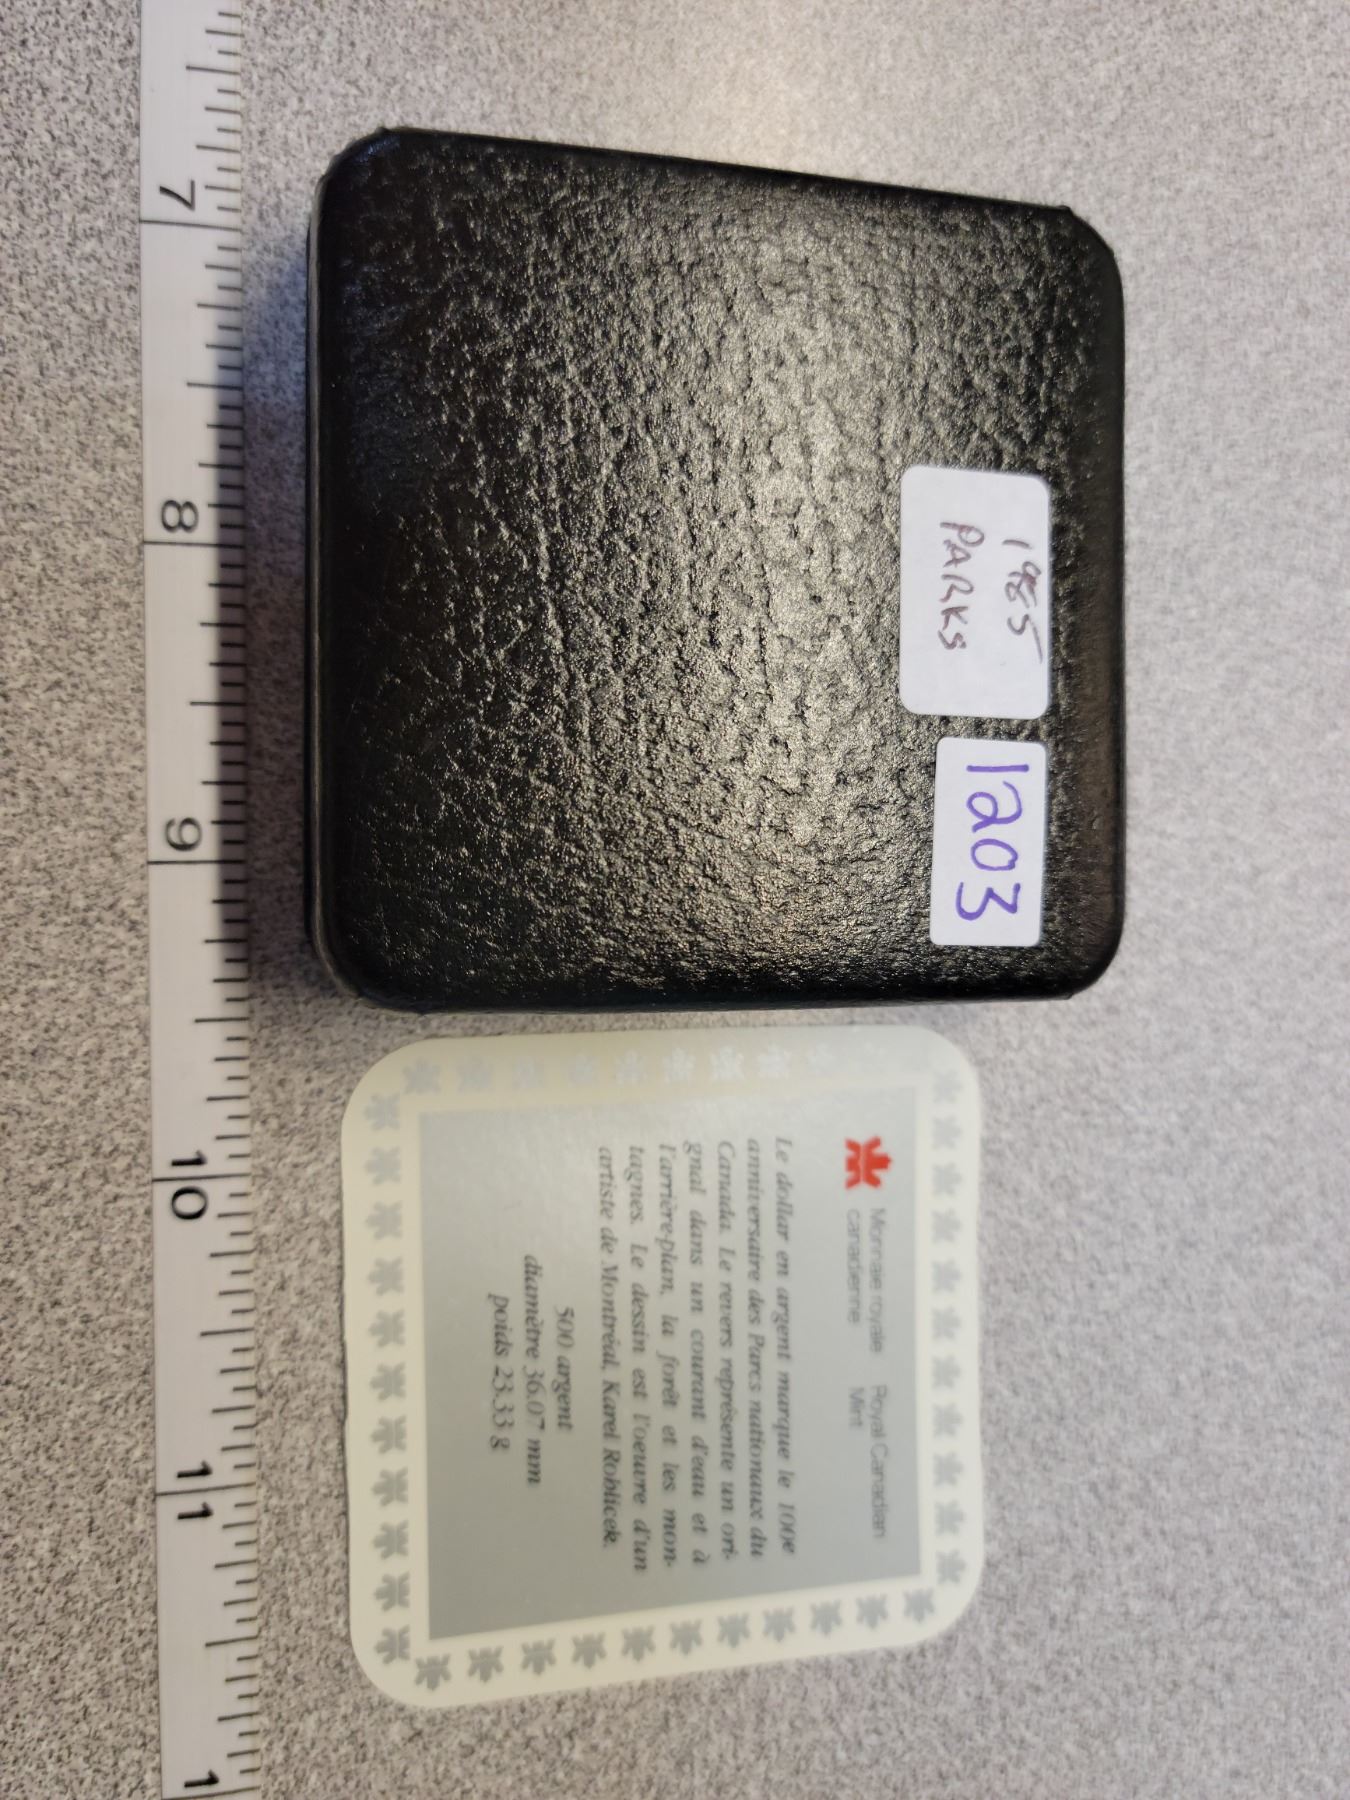 1985
PARKS
1203
Monnaie royale Royal Canadian
canadienne Mint
Le dollar en argent marque le 100e
anniversaire des Parcs nationaux du
Canada. Le revers représente un ori-
gnal dans un courant d'eau et à
l'arrière-plan, la forêt et les mon-
tagnes. Le dessin est l'oeuvre d'un
artiste de Montréal, Karel Rohlicek.
500 argent
diamètre 36.07 mm
poids 23.33 g
7 8 9 10 11 1